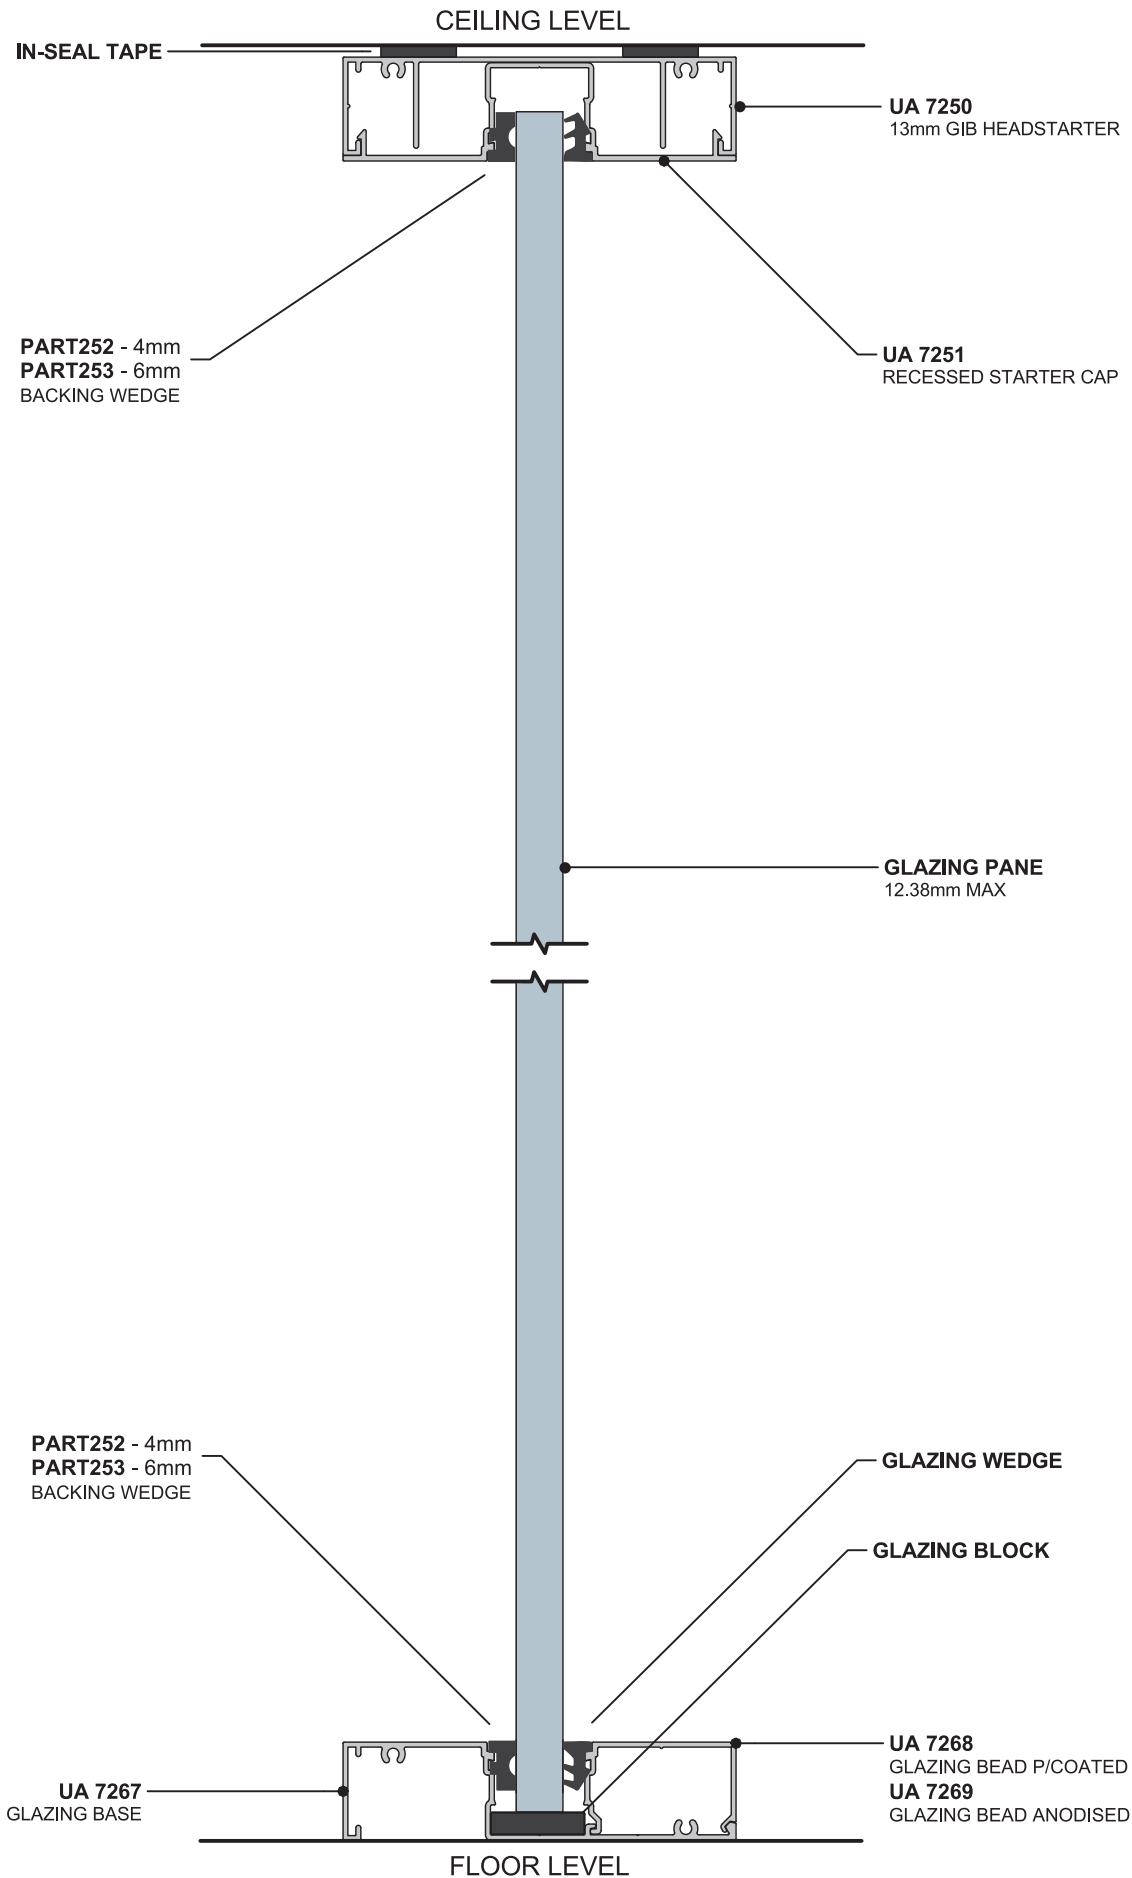 CEILING LEVEL
IN-SEAL TAPE
UA 7250
13mm GIB HEADSTARTER
PART252 - 4mm
PART253 - 6mm
BACKING WEDGE
UA 7251
RECESSED STARTER CAP
GLAZING PANE
12.38mm MAX
PART252 - 4mm
PART253 - 6mm
BACKING WEDGE
GLAZING WEDGE
GLAZING BLOCK
UA 7267
GLAZING BASE
UA 7268
GLAZING BEAD P/COATED
UA 7269
GLAZING BEAD ANODISED
FLOOR LEVEL